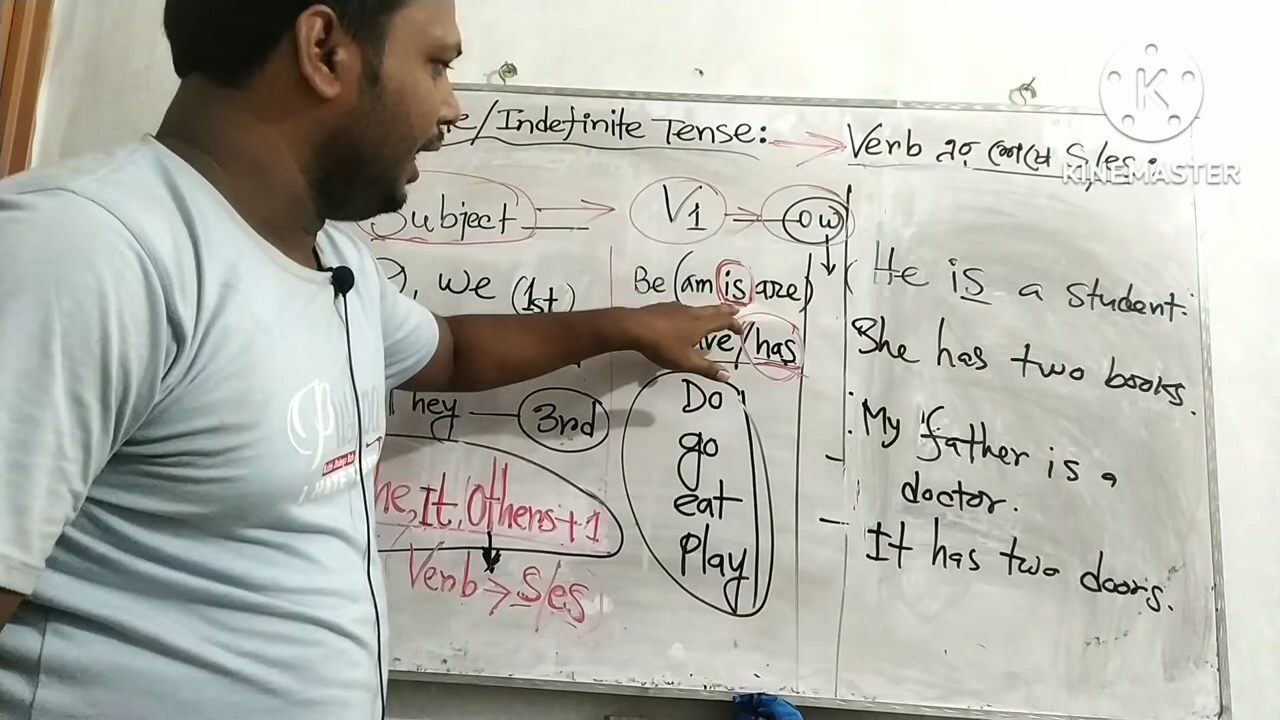 /Indefinite Tense: Verb এর শেষে S/es.
KINEMASTER
Subject V1 OW
we (1st) Be (am is are)
/has
They 3rd Do
go
eat
Play
he, It, Others+1
Verb > S/es
He is a student.
She has two books.
My father is a
doctor.
It has two doors.